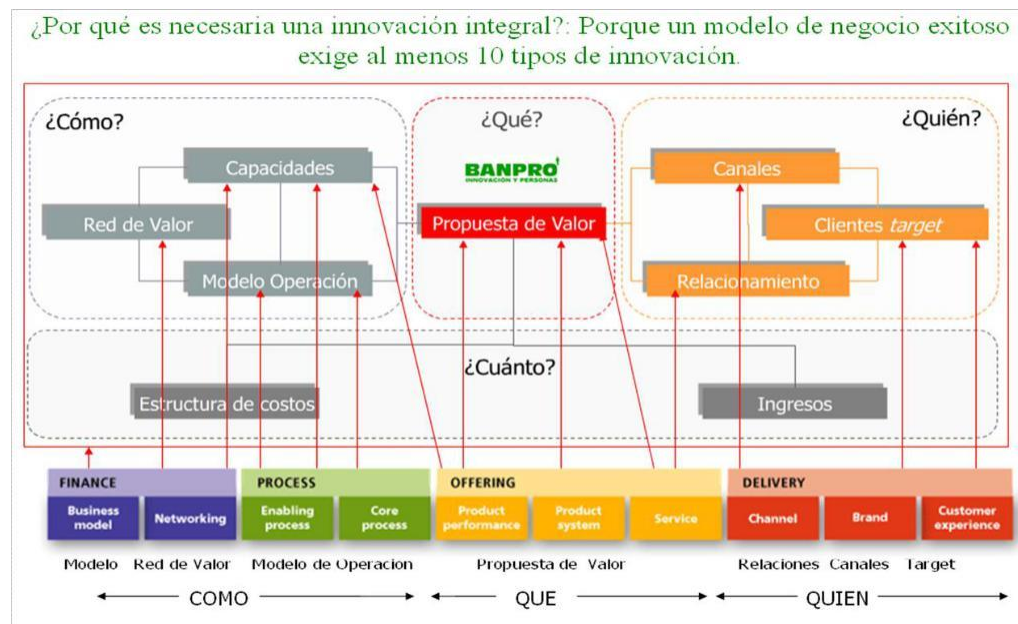 ¿Por qué es necesaria una innovación integral?: Porque un modelo de negocio exitoso
exige al menos 10 tipos de innovación.
¿Cómo?
¿Qué?
¿Quién?
Capacidades
BANPRO
INNOVACIÓN Y PERSONAS
Canales
Red de Valor
Propuesta de Valor
Clientes target
Modelo Operación
Relacionamiento
¿Cuánto?
Estructura de costos
Ingresos
FINANCE
PROCESS
OFFERING
DELIVERY
Business
model
Networking
Enabling
process
Core
process
Product
performance
Product
system
Service
Channel
Brand
Customer
experience
Modelo Red de Valor Modelo de Operacion Propuesta de Valor Relaciones Canales Target
COMO QUE QUIEN